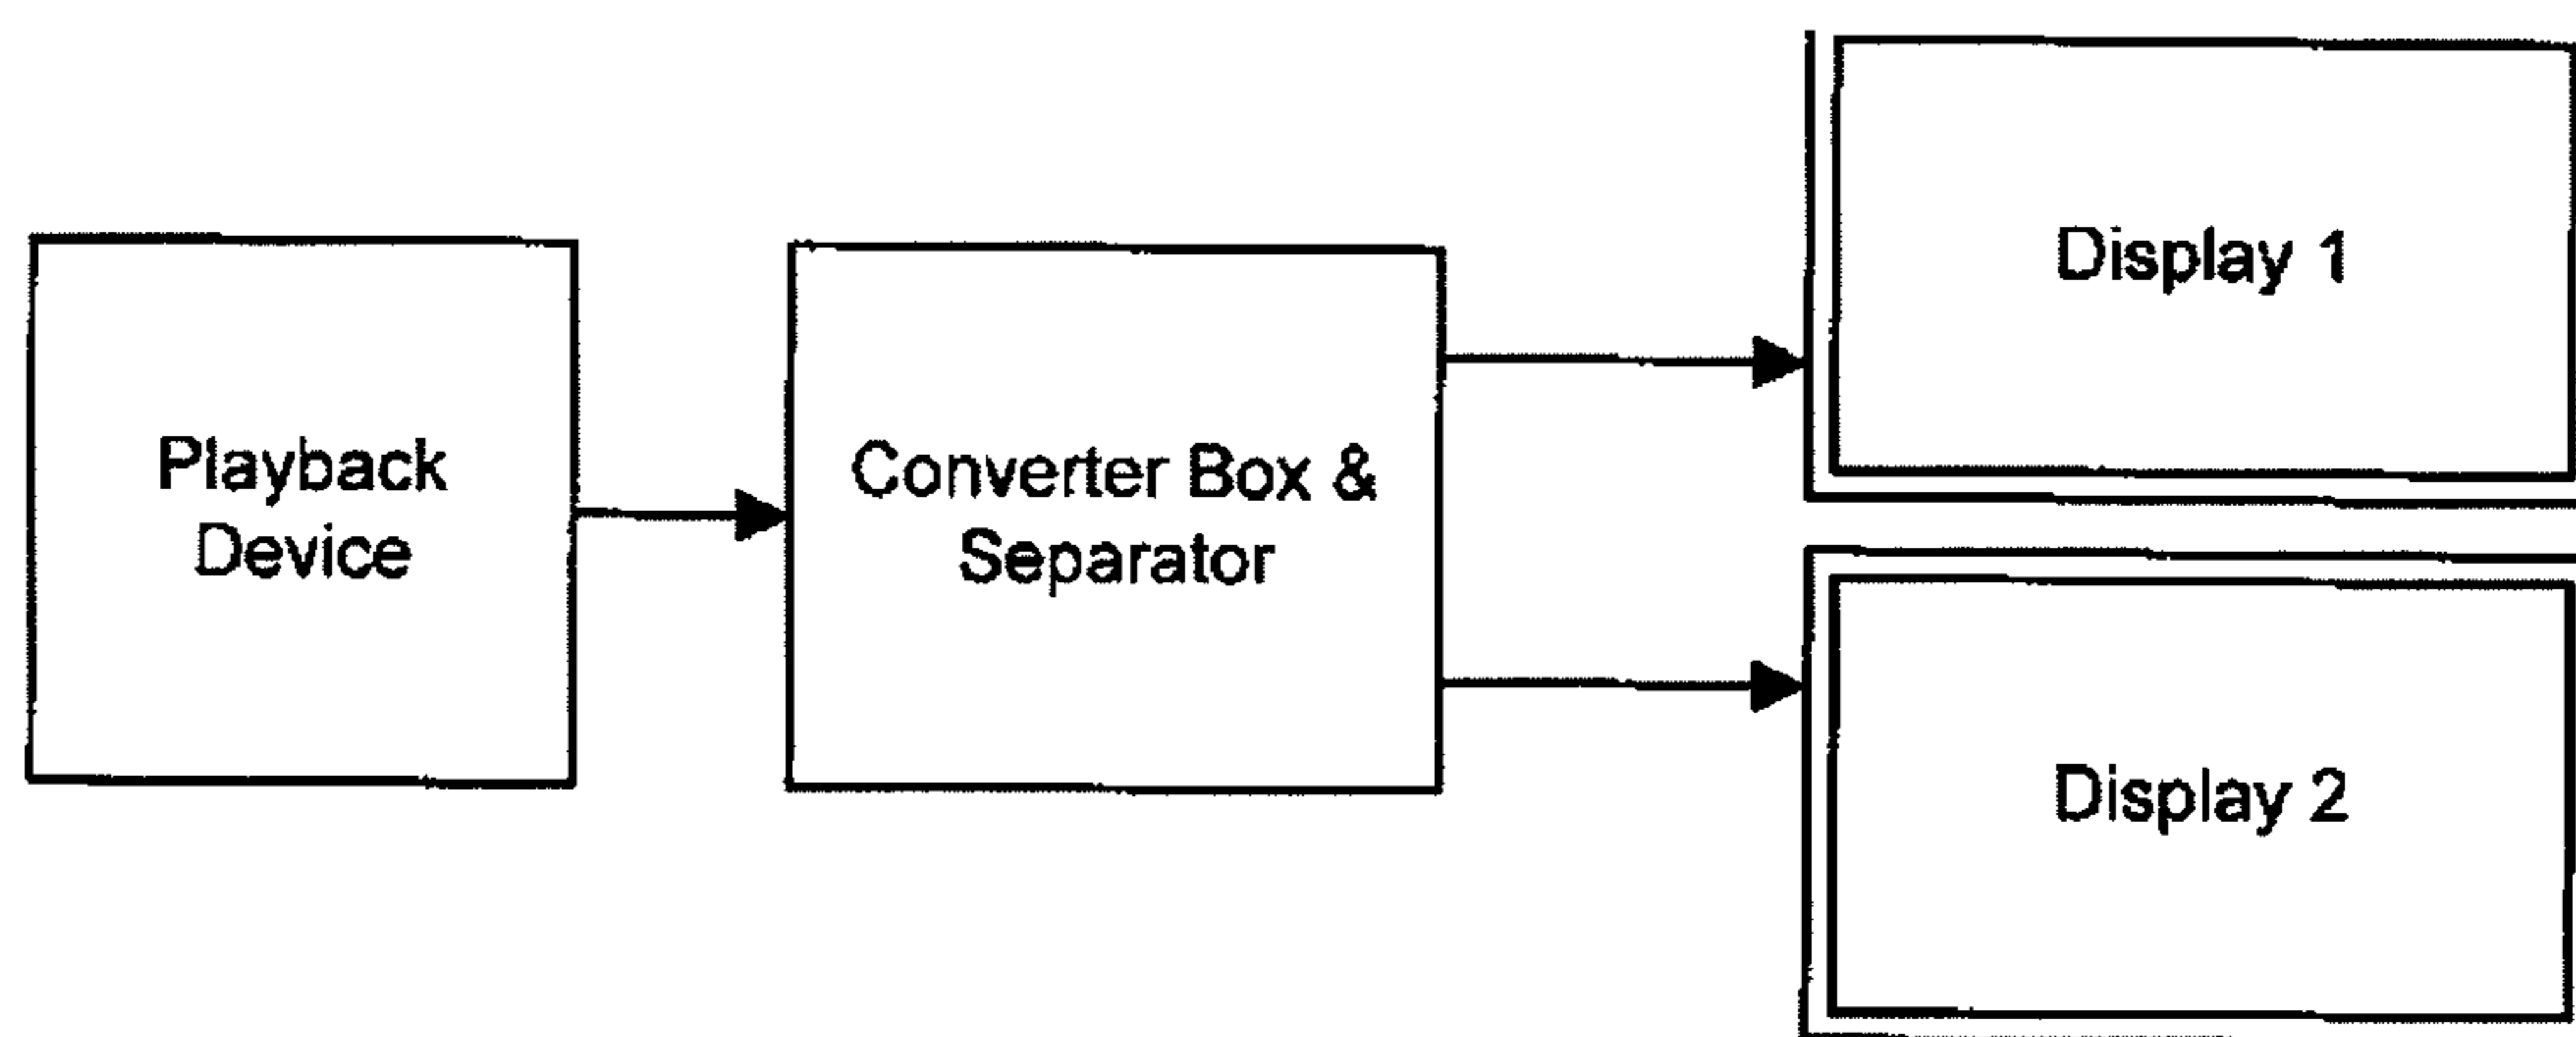 Playback
Device
Converter Box &
Separator
Display 1
Display 2